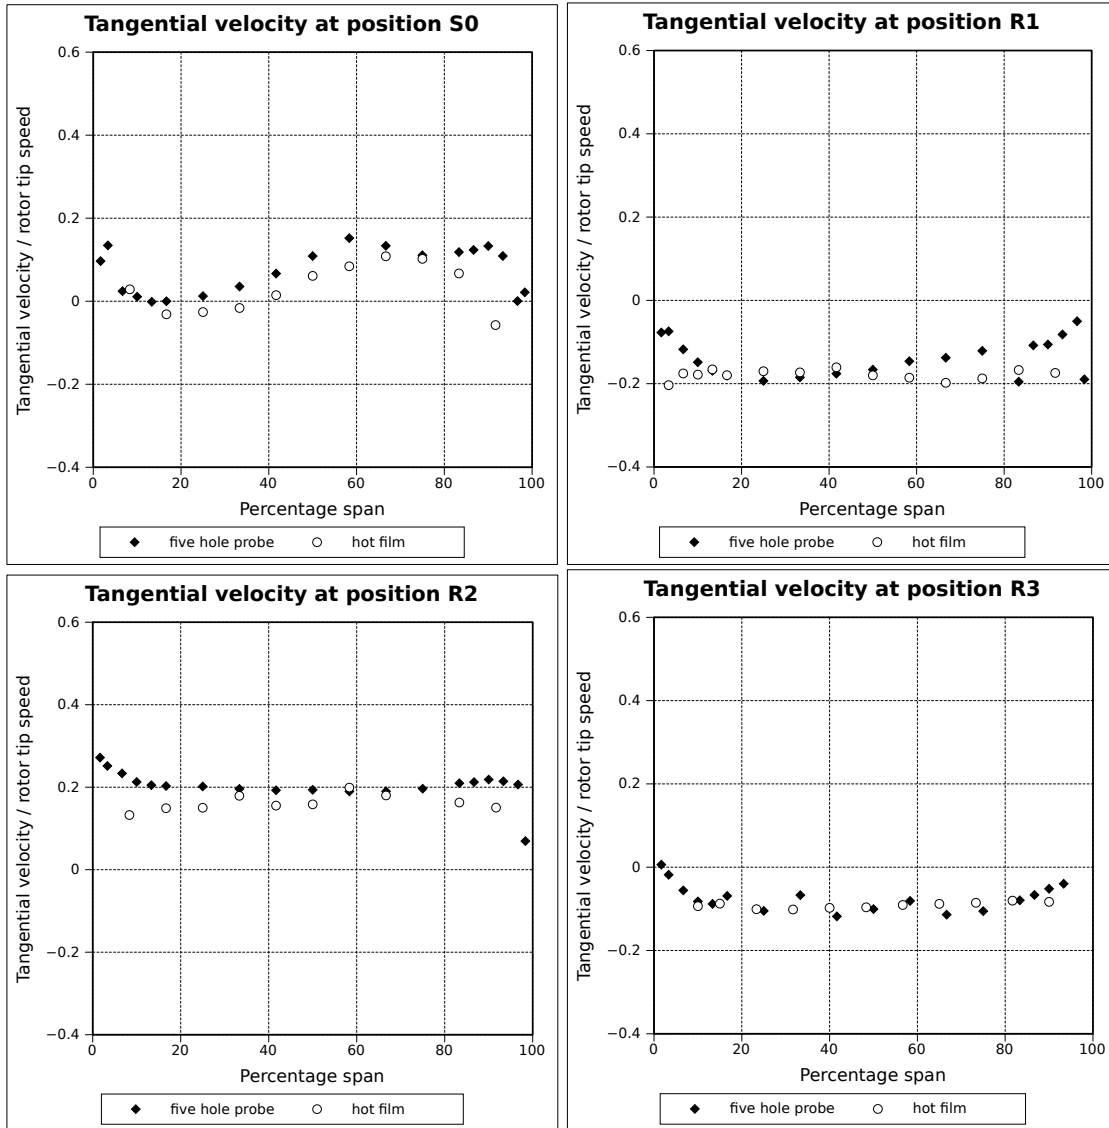 Tangential velocity at position S0
Tangential velocity / rotor tip speed
0.6
0.4
0.2
0
−0.2
−0.4
0 20 40 60 80 100
Percentage span
five hole probe hot film
Tangential velocity at position R1
Tangential velocity / rotor tip speed
0.6
0.4
0.2
0
−0.2
−0.4
0 20 40 60 80 100
Percentage span
five hole probe hot film
Tangential velocity at position R2
Tangential velocity / rotor tip speed
0.6
0.4
0.2
0
−0.2
−0.4
0 20 40 60 80 100
Percentage span
five hole probe hot film
Tangential velocity at position R3
Tangential velocity / rotor tip speed
0.6
0.4
0.2
0
−0.2
−0.4
0 20 40 60 80 100
Percentage span
five hole probe hot film